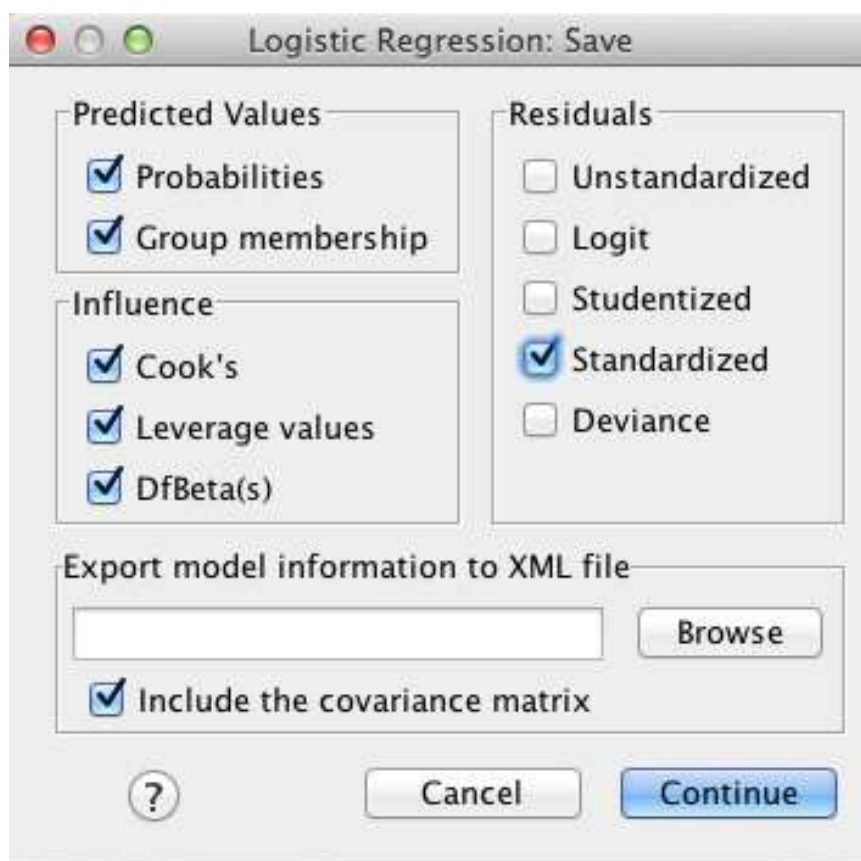 Logistic Regression: Save
Predicted Values
Probabilities
Group membership
Influence
Cook's
Leverage values
DfBeta(s)
Residuals
Unstandardized
Logit
Studentized
Standardized
Deviance
Export model information to XML file
Browse
Include the covariance matrix
?
Cancel
Continue